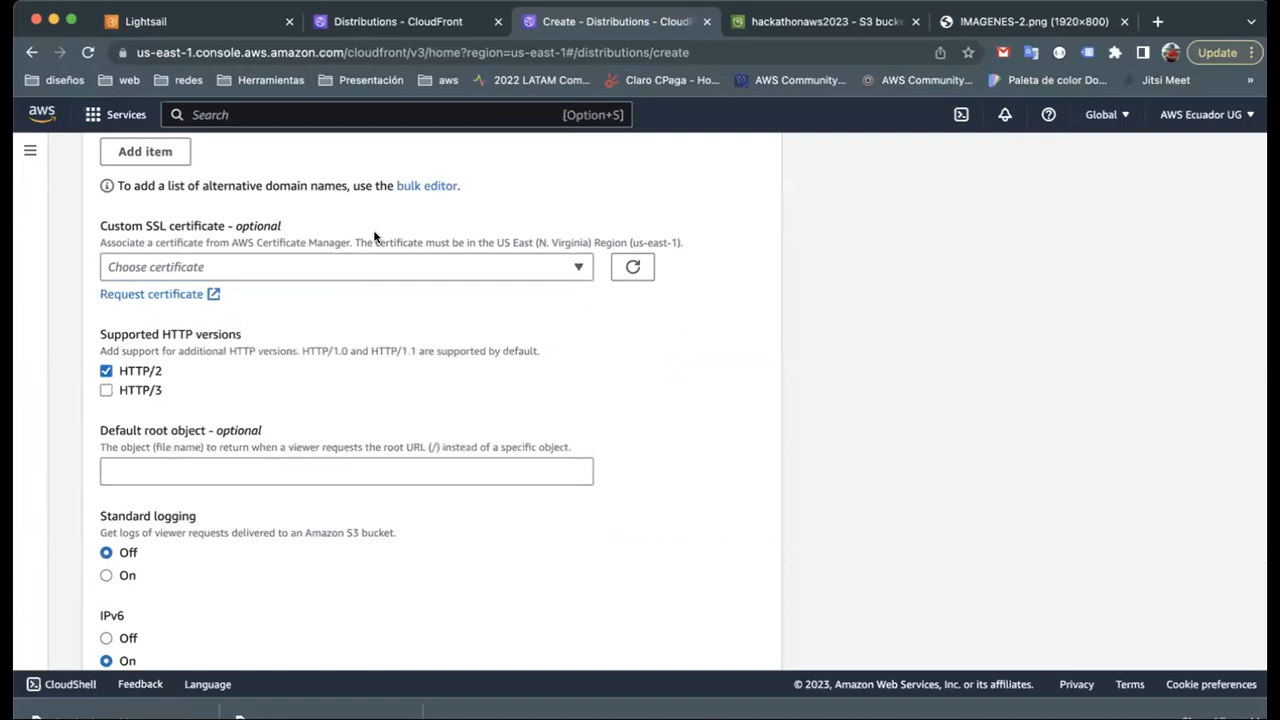 Lightsail
Distributions - CloudFront
Create - Distributions - CloudF
hackathonaws2023 - S3 bucke
IMAGENES-2.png (1920×800)
us-east-1.console.aws.amazon.com/cloudfront/v3/home?region=us-east-1#/distributions/create
Update
diseños
web
redes
Herramientas
Presentación
aws
2022 LATAM Com...
Claro CPaga - Ho...
AWS Community...
AWS Community...
Paleta de color Do...
Jitsi Meet
»
aws
Services
Search
[Option+S]
Global
AWS Ecuador UG
Add item
To add a list of alternative domain names, use the bulk editor.
Custom SSL certificate - optional
Associate a certificate from AWS Certificate Manager. The certificate must be in the US East (N. Virginia) Region (us-east-1).
Choose certificate
Request certificate
Supported HTTP versions
Add support for additional HTTP versions. HTTP/1.0 and HTTP/1.1 are supported by default.
HTTP/2
HTTP/3
Default root object - optional
The object (file name) to return when a viewer requests the root URL (/) instead of a specific object.
Standard logging
Get logs of viewer requests delivered to an Amazon S3 bucket.
Off
On
IPv6
Off
On
CloudShell
Feedback
Language
© 2023, Amazon Web Services, Inc. or its affiliates.
Privacy
Terms
Cookie preferences